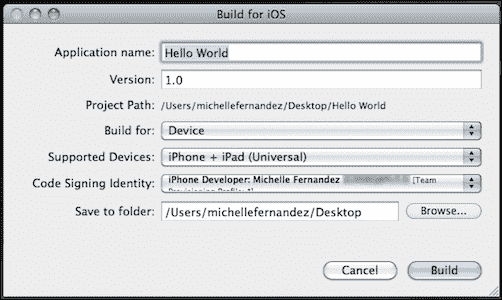 Build for iOS
Application name: Hello World
Version: 1.0
Project Path: /Users/michellefernandez/Desktop/Hello World
Build for: Device
Supported Devices: iPhone + iPad (Universal)
Code Signing Identity: iPhone Developer: Michelle Fernandez [Team
Provisioning Profile: *]
Save to folder: /Users/michellefernandez/Desktop Browse...
Cancel Build